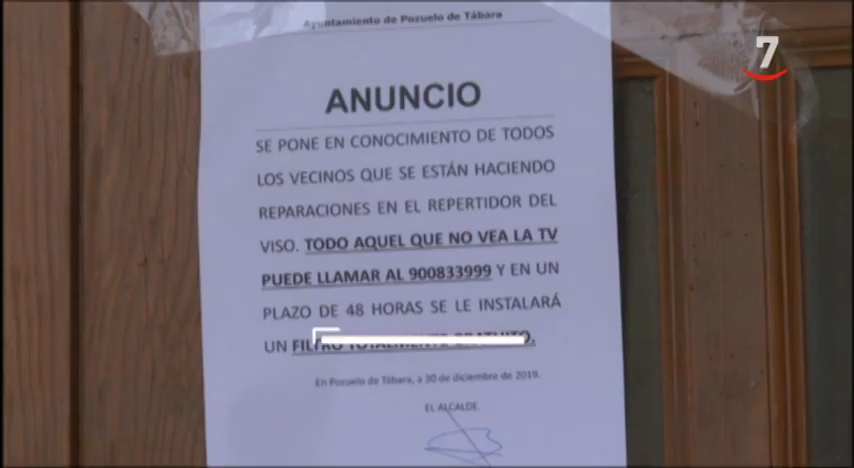 Ayuntamiento de Pozuelo de Tábara
7
ANUNCIO
SE PONE EN CONOCIMIENTO DE TODOS
LOS VECINOS QUE SE ESTÁN HACIENDO
REPARACIONES EN EL REPERTIDOR DEL
VISO. TODO AQUEL QUE NO VEA LA TV
PUEDE LLAMAR AL 900833999 Y EN UN
PLAZO DE 48 HORAS SE LE INSTALARÁ
UN FILTRO TOTALMENTE GRATUITO.
En Pozuelo de Tábara, a 30 de diciembre de 2019.
EL ALCALDE